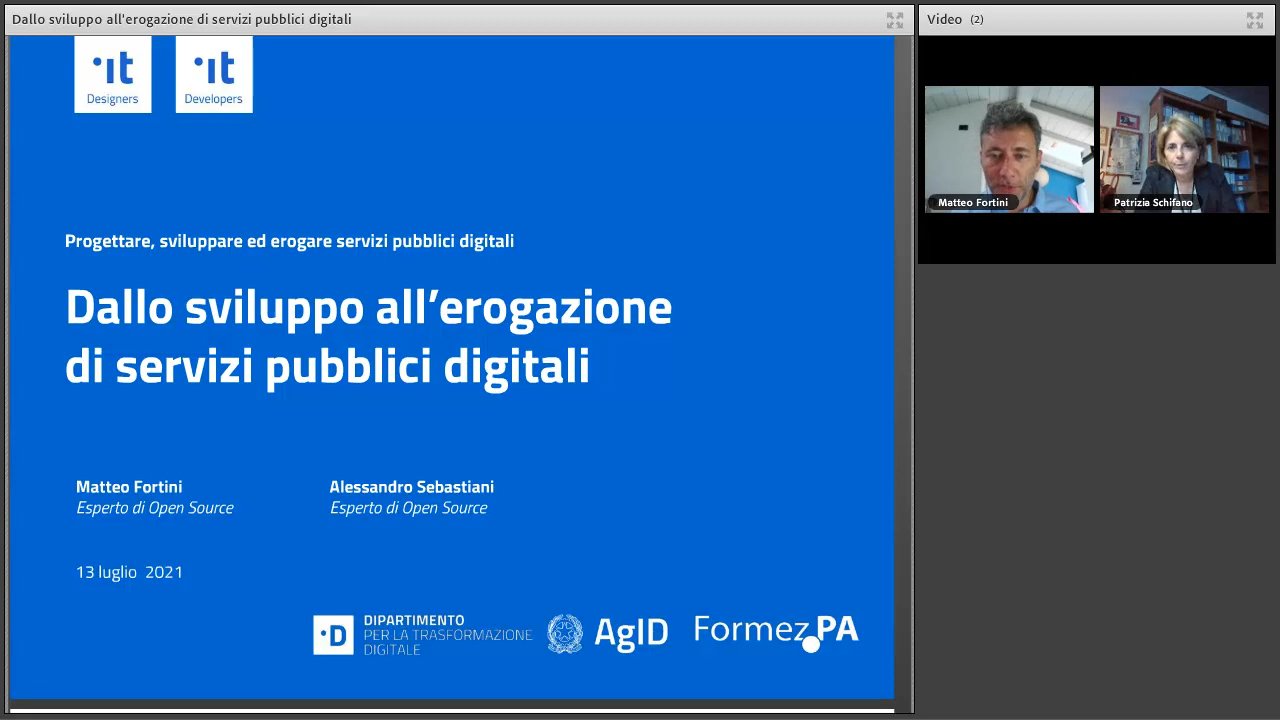 Dallo sviluppo all'erogazione di servizi pubblici digitali
Video (2)
·it
Designers
·it
Developers
Matteo Fortini
Patrizia Schifano
Progettare, sviluppare ed erogare servizi pubblici digitali
Dallo sviluppo all’erogazione
di servizi pubblici digitali
Matteo Fortini
Esperto di Open Source
Alessandro Sebastiani
Esperto di Open Source
13 luglio 2021
·D
DIPARTIMENTO
PER LA TRASFORMAZIONE
DIGITALE
AgID
Formez PA